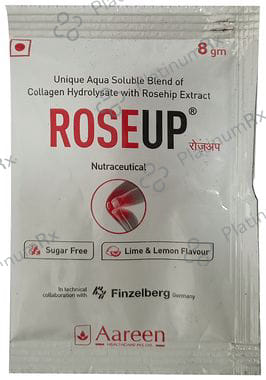 8 gm
Unique Aqua Soluble Blend of
Collagen Hydrolysate with Rosehip Extract
ROSEUP®
रोज़अप
Nutraceutical
Sugar Free
Lime & Lemon Flavour
In technical
collaboration with Finzelberg Germany
Aareen
HEALTHCARE PVT. LTD.
PlatinumRx